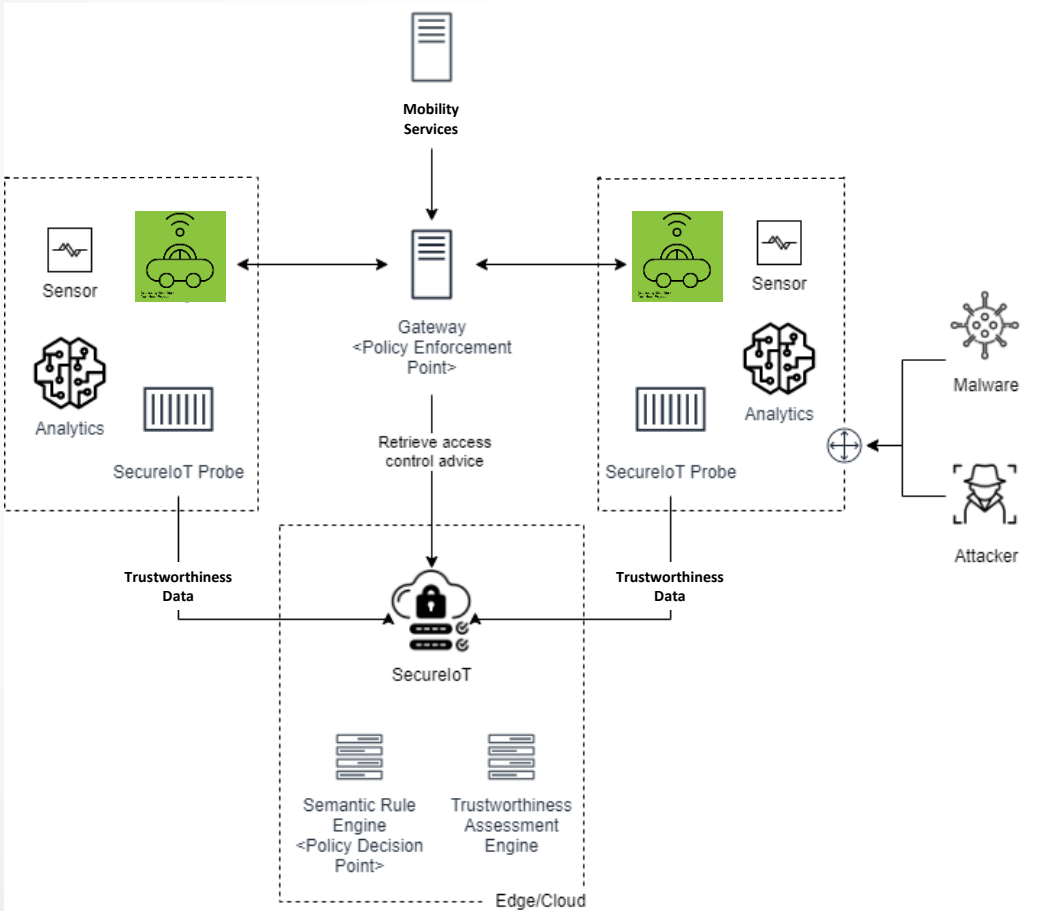 Mobility
Services
Sensor
Analytics
SecureIoT Probe
Gateway
<Policy Enforcement
Point>
Sensor
Analytics
SecureIoT Probe
Malware
Attacker
Retrieve access
control advice
Trustworthiness
Data
Trustworthiness
Data
SecureIoT
Semantic Rule
Engine
<Policy Decision
Point>
Trustworthiness
Assessment
Engine
Edge/Cloud